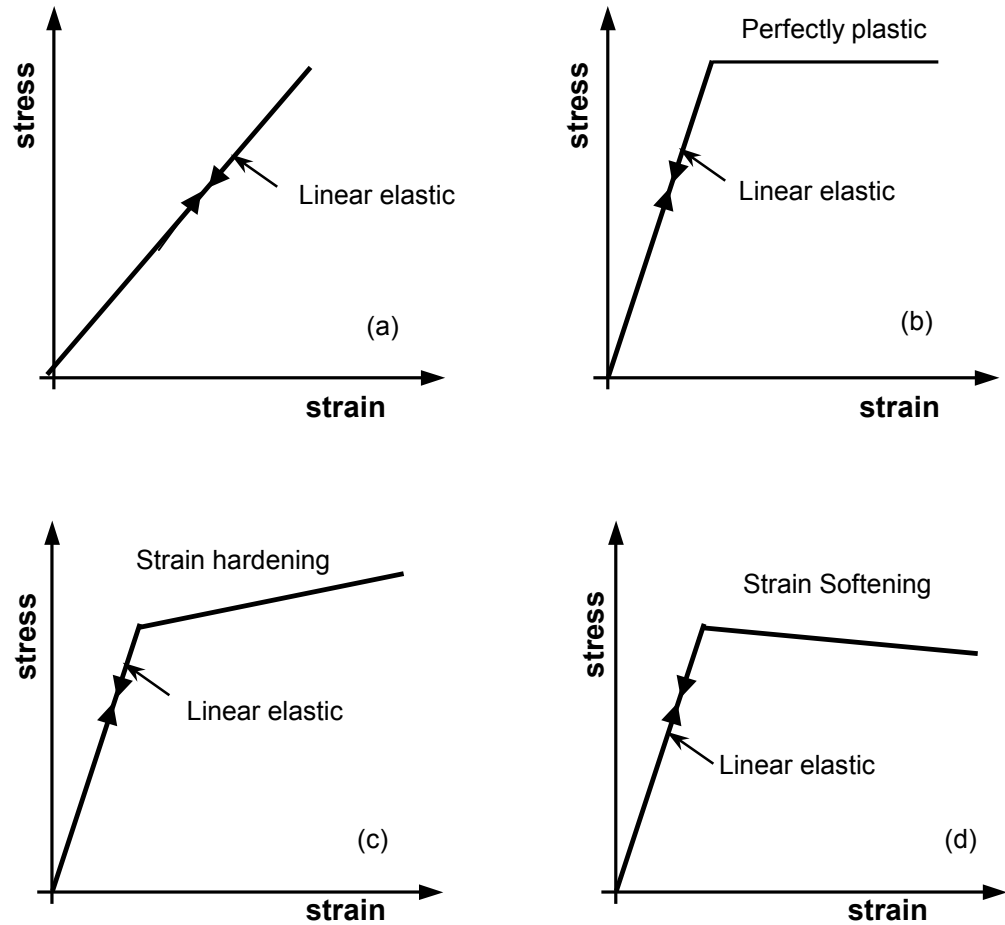 stress
Linear elastic
(a)
strain
Perfectly plastic
stress
Linear elastic
(b)
strain
Strain hardening
stress
Linear elastic
(c)
strain
Strain Softening
stress
Linear elastic
(d)
strain